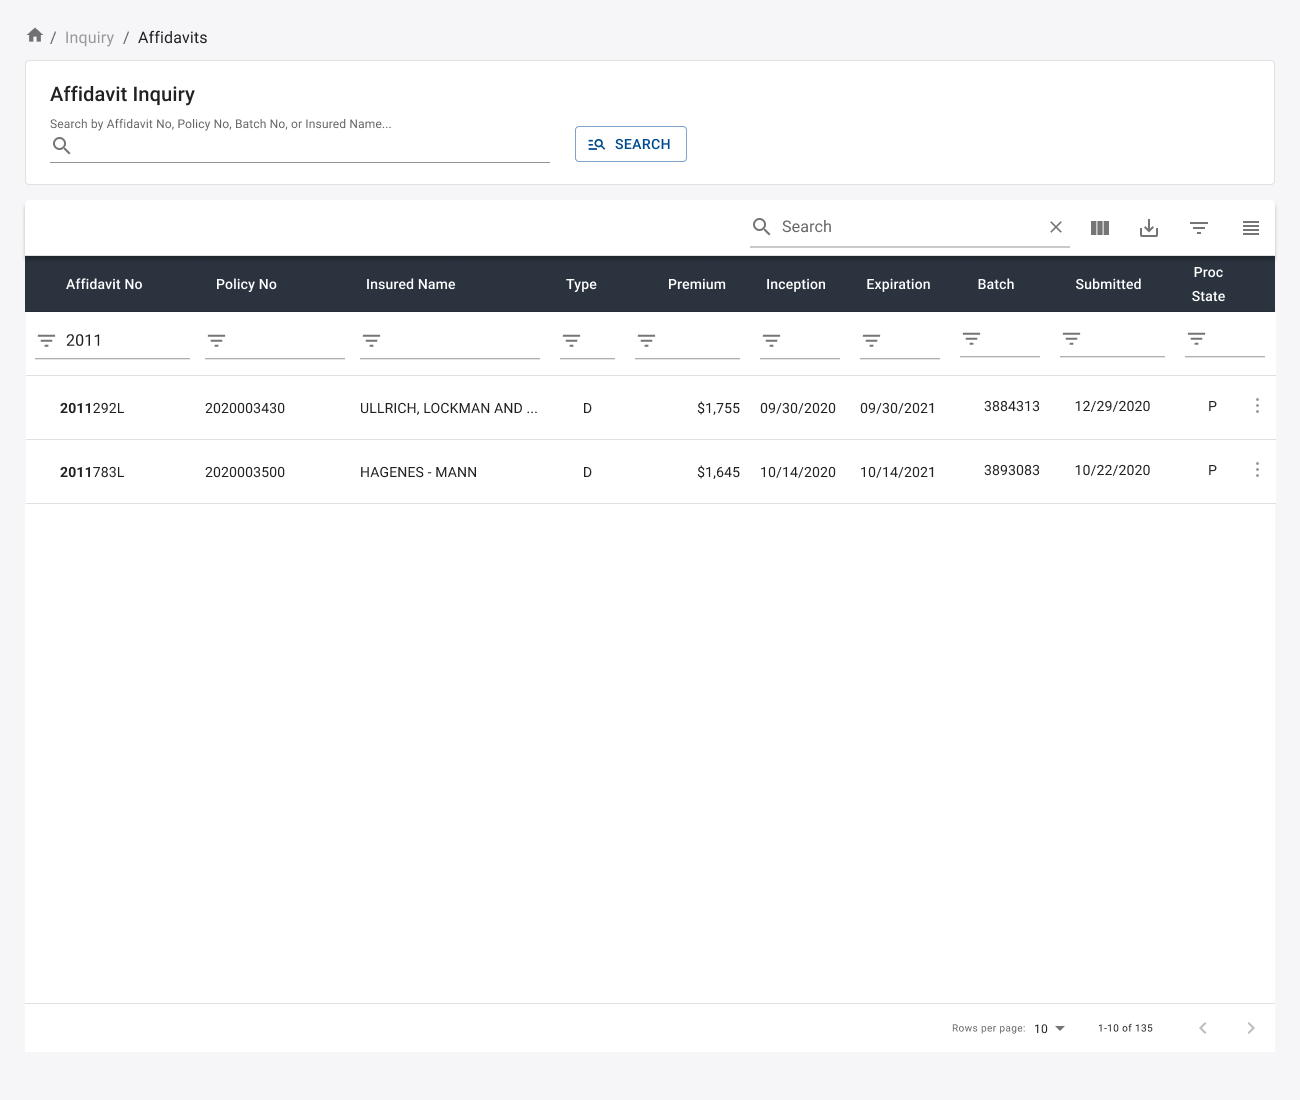 / Inquiry / Affidavits
Affidavit Inquiry
Search by Affidavit No, Policy No, Batch No, or Insured Name...
SEARCH
Search
Affidavit No Policy No Insured Name Type Premium Inception Expiration Batch Submitted Proc State
2011
2011292L 2020003430 ULLRICH, LOCKMAN AND ... D $1,755 09/30/2020 09/30/2021 3884313 12/29/2020 P
2011783L 2020003500 HAGENES - MANN D $1,645 10/14/2020 10/14/2021 3893083 10/22/2020 P
Rows per page: 10 1-10 of 135